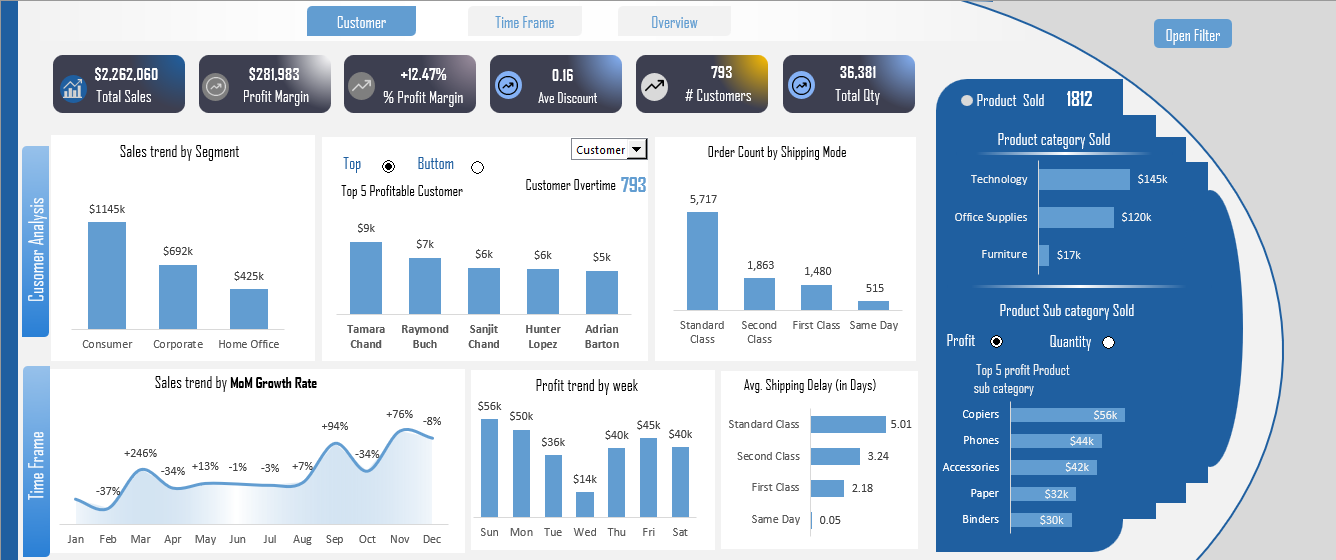 Customer
Time Frame
Overview
Open Filter
$2,262,060
Total Sales
$281,983
Profit Margin
+12.47%
% Profit Margin
0.16
Ave Discount
793
# Customers
36,381
Total Qty
Cusomer Analysis
Sales trend by Segment
$1145k
$692k
$425k
Consumer
Corporate
Home Office
Customer
Top
Buttom
Top 5 Profitable Customer
Customer Overtime 793
$9k
$7k
$6k
$6k
$5k
Tamara
Chand
Raymond
Buch
Sanjit
Chand
Hunter
Lopez
Adrian
Barton
Order Count by Shipping Mode
5,717
1,863
1,480
515
Standard
Class
Second
Class
First Class
Same Day
Time Frame
Sales trend by MoM Growth Rate
-37%
+246%
-34%
+13%
-1%
-3%
+7%
+94%
-34%
+76%
-8%
Jan
Feb
Mar
Apr
May
Jun
Jul
Aug
Sep
Oct
Nov
Dec
Profit trend by week
$56k
$50k
$36k
$14k
$40k
$45k
$40k
Sun
Mon
Tue
Wed
Thu
Fri
Sat
Avg. Shipping Delay (in Days)
Standard Class 5.01
Second Class 3.24
First Class 2.18
Same Day 0.05
Product Sold 1812
Product category Sold
Technology $145k
Office Supplies $120k
Furniture $17k
Product Sub category Sold
Profit
Quantity
Top 5 profit Product
sub category
Copiers $56k
Phones $44k
Accessories $42k
Paper $32k
Binders $30k